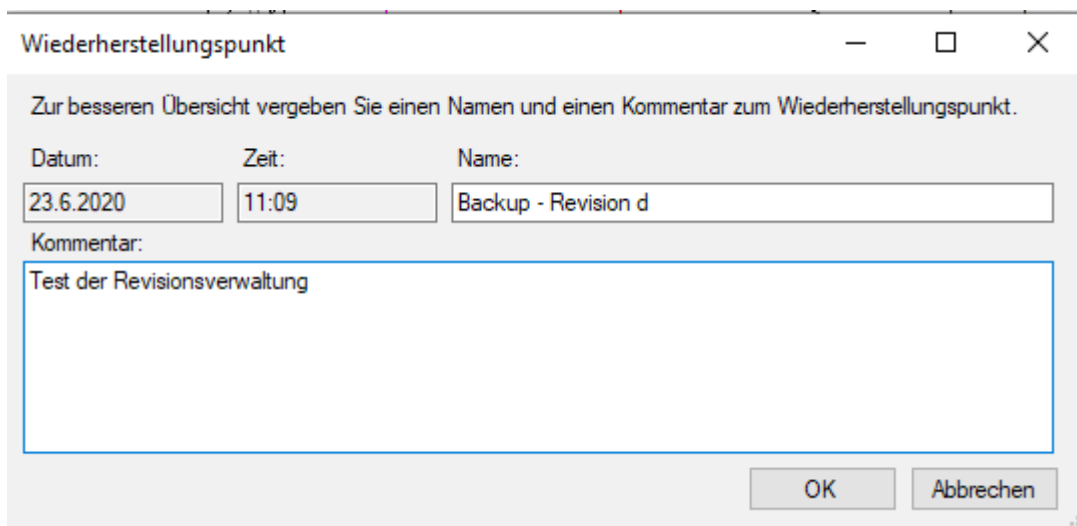 Wiederherstellungspunkt
Zur besseren Übersicht vergeben Sie einen Namen und einen Kommentar zum Wiederherstellungspunkt.
Datum: Zeit: Name:
23.6.2020 11:09 Backup - Revision d
Kommentar:
Test der Revisionsverwaltung
OK Abbrechen